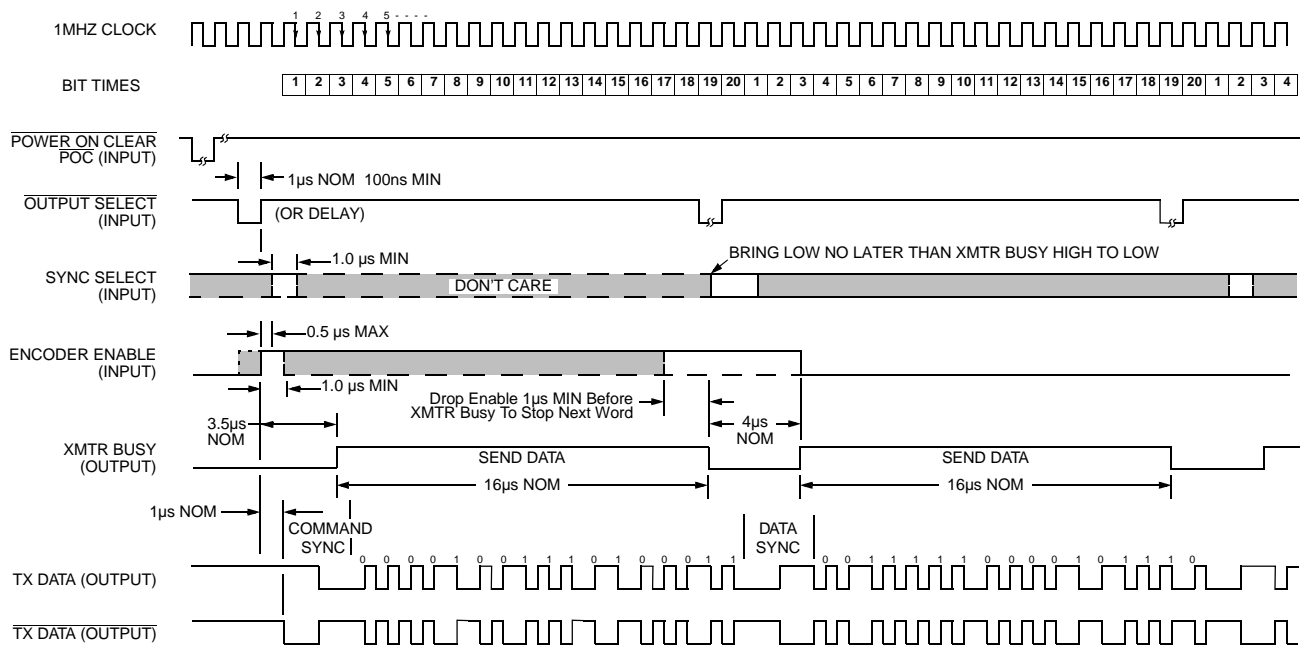 1 2 3 4 5 - - - -
1MHZ CLOCK
BIT TIMES
1 2 3 4 5 6 7 8 9 10 11 12 13 14 15 16 17 18 19 20 1 2 3 4 5 6 7 8 9 10 11 12 13 14 15 16 17 18 19 20 1 2 3 4
POWER ON CLEAR
POC (INPUT)
1µs NOM 100ns MIN
OUTPUT SELECT
(INPUT)
(OR DELAY)
BRING LOW NO LATER THAN XMTR BUSY HIGH TO LOW
1.0 µs MIN
SYNC SELECT
(INPUT)
DON'T CARE
0.5 µs MAX
ENCODER ENABLE
(INPUT)
1.0 µs MIN
Drop Enable 1µs MIN Before
XMTR Busy To Stop Next Word
3.5µs
NOM
4µs
NOM
XMTR BUSY
(OUTPUT)
SEND DATA
SEND DATA
16µs NOM
16µs NOM
1µs NOM
COMMAND
SYNC
DATA
SYNC
0 0 0 0 1 0 0 1 1 1 0 1 0 0 0 1 1
0 0 1 1 1 1 1 0 0 0 0 1 0 1 1 1 0
TX DATA (OUTPUT)
TX DATA (OUTPUT)